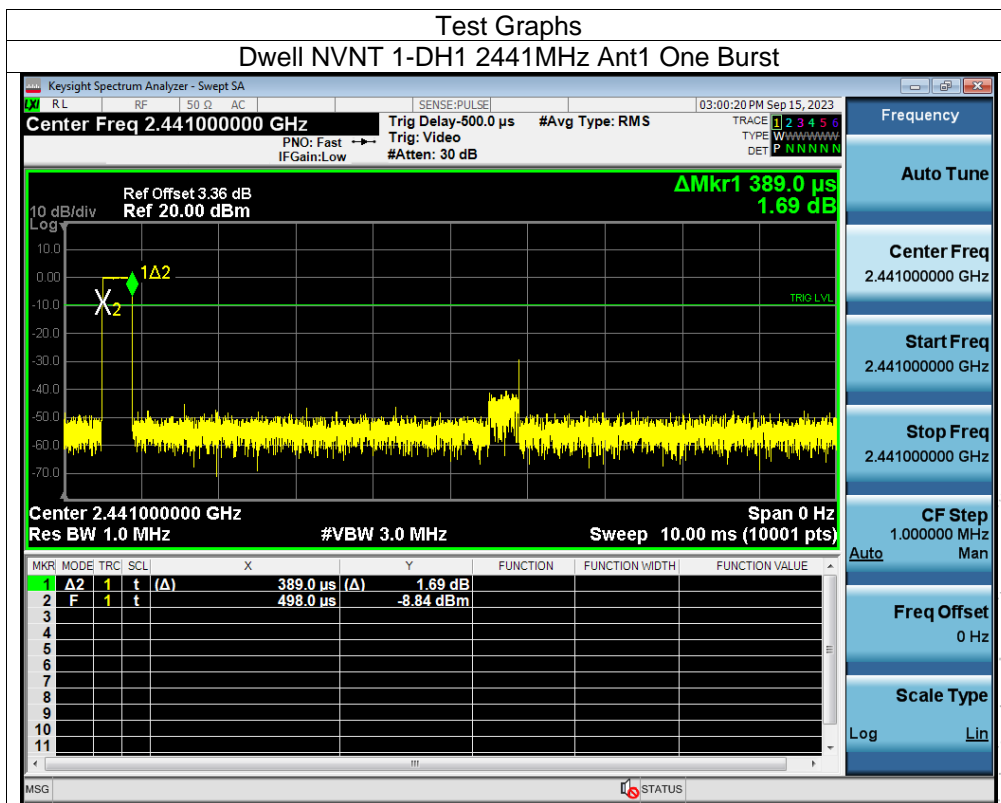 Test Graphs
Dwell NVNT 1-DH1 2441MHz Ant1 One Burst
Keysight Spectrum Analyzer - Swept SA
LXI RL RF 50 Ω AC SENSE:PULSE 03:00:20 PM Sep 15, 2023
Center Freq 2.441000000 GHz Trig Delay-500.0 µs #Avg Type: RMS TRACE 1 2 3 4 5 6
PNO: Fast Trig: Video TYPE WWWWWW
IFGain:Low #Atten: 30 dB DET P N N N N N
Frequency
Auto Tune
Center Freq
2.441000000 GHz
Start Freq
2.441000000 GHz
Stop Freq
2.441000000 GHz
CF Step
1.000000 MHz
Auto Man
Freq Offset
0 Hz
Scale Type
Log Lin
ΔMkr1 389.0 µs
1.69 dB
Ref Offset 3.36 dB
10 dB/div Ref 20.00 dBm
Log
10.0
0.00
1Δ2
-10.0
2
TRIG LVL
-20.0
-30.0
-40.0
-50.0
-60.0
-70.0
Center 2.441000000 GHz Span 0 Hz
Res BW 1.0 MHz #VBW 3.0 MHz Sweep 10.00 ms (10001 pts)
MKR MODE TRC SCL X Y FUNCTION FUNCTION WIDTH FUNCTION VALUE
1 Δ2 1 t (Δ) 389.0 µs (Δ) 1.69 dB
2 F 1 t 498.0 µs -8.84 dBm
3
4
5
6
7
8
9
10
11
MSG STATUS